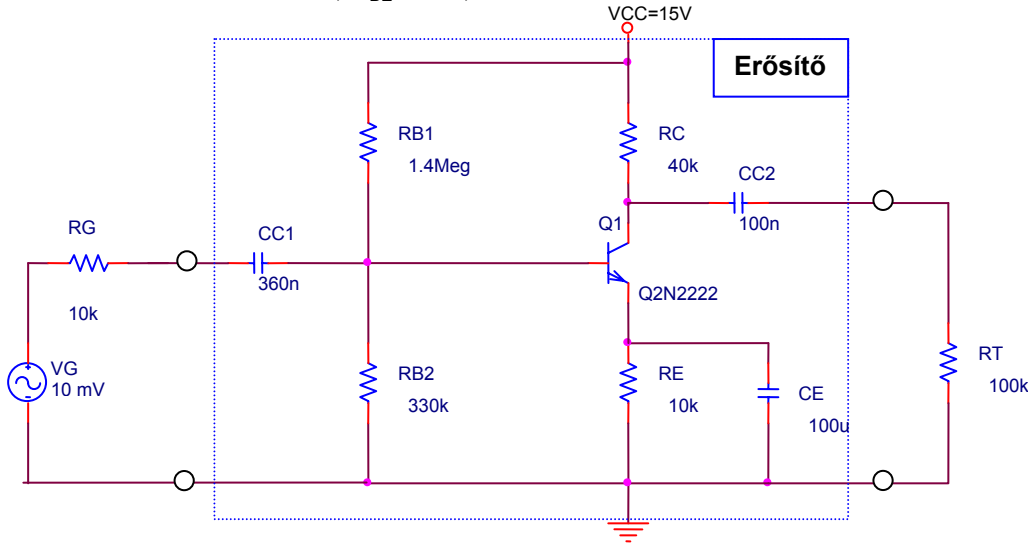 VCC=15V
Erősítő
RB1
1.4Meg
RC
40k
CC2
100n
RG
10k
CC1
360n
Q1
Q2N2222
VG
10 mV
RB2
330k
RE
10k
CE
100u
RT
100k